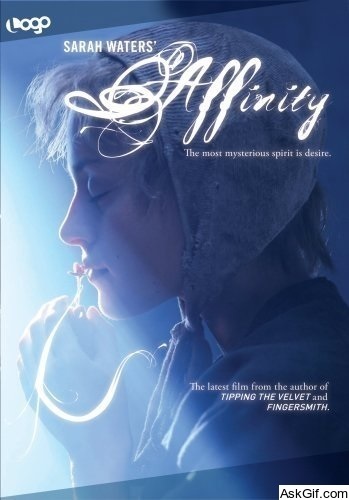 Logo
SARAH WATERS'
Affinity
The most mysterious spirit is desire.
The latest film from the author of
TIPPING THE VELVET and
FINGERSMITH.
AskGif.com